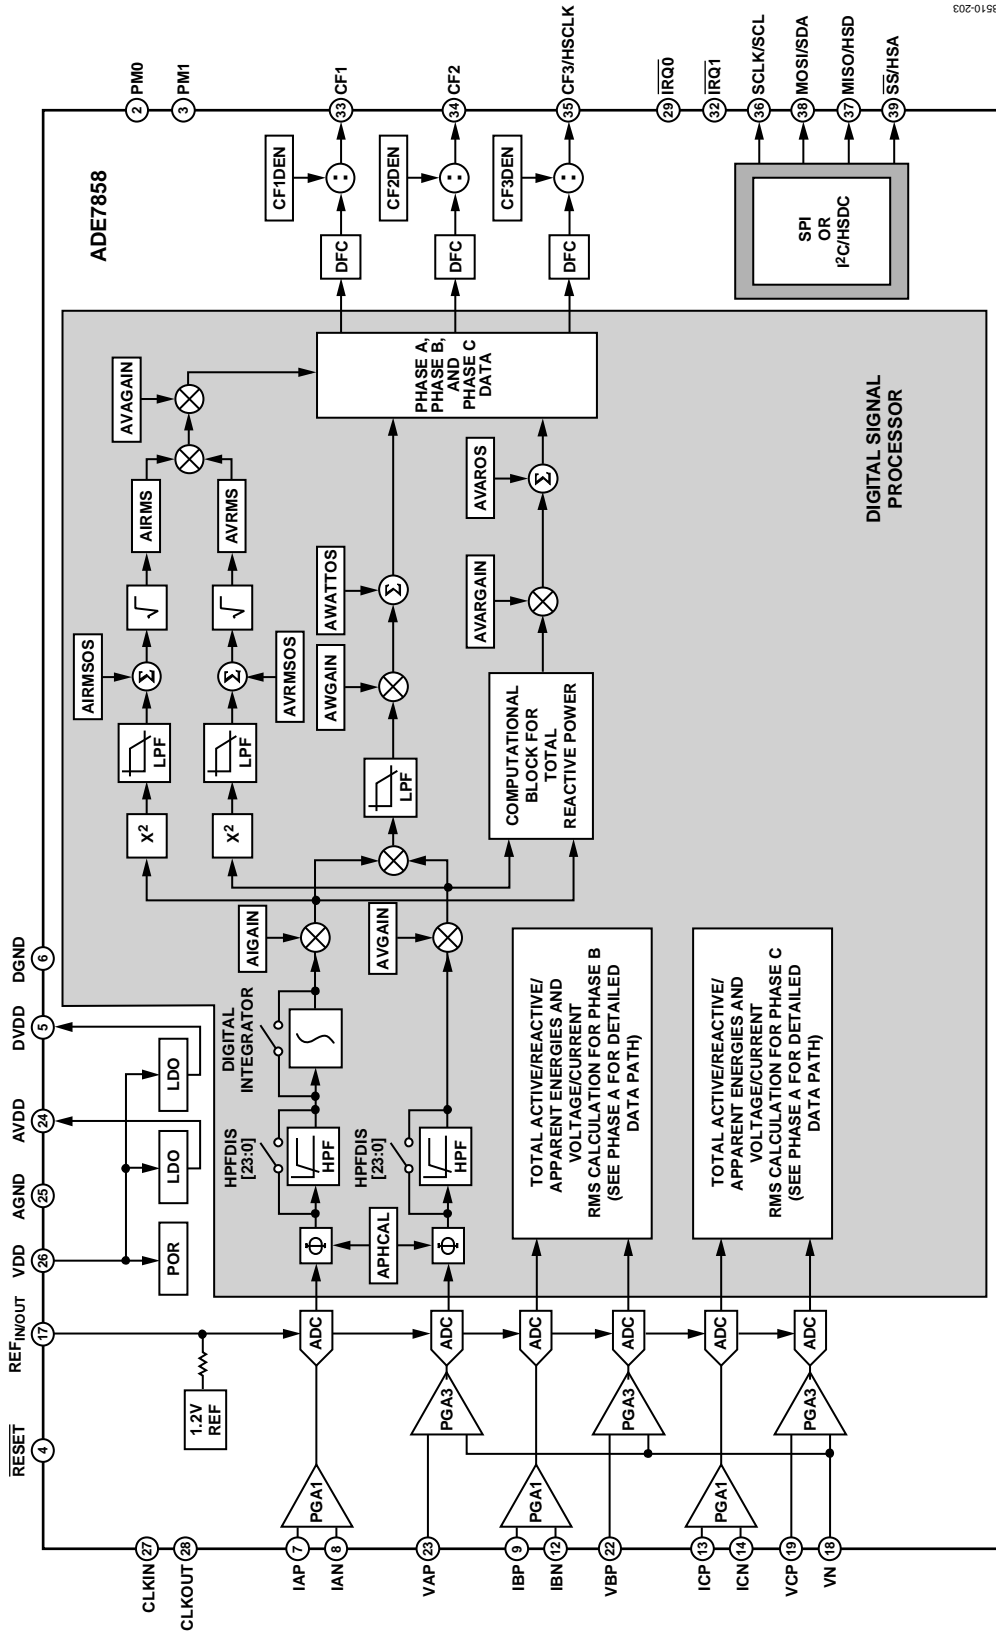 RESET
4
REFIN/OUT
17
VDD
26
AGND
25
AVDD
24
DVDD
5
DGND
6
ADE7858
1.2V
REF
POR
LDO
LDO
CLKIN
27
CLKOUT
28
IAP
7
IAN
8
VAP
23
IBP
9
IBN
12
VBP
22
ICP
13
ICN
14
VCP
19
VN
18
PGA1
PGA3
PGA1
PGA3
PGA1
PGA3
ADC
ADC
ADC
ADC
ADC
ADC
Φ
Φ
APHCAL
HPFDIS
[23:0]
HPF
HPFDIS
[23:0]
HPF
DIGITAL
INTEGRATOR
AIGAIN
AVGAIN
X²
X²
LPF
LPF
AIRMSOS
Σ
Σ
AVRMSOS
√
√
AIRMS
AVRMS
AVAGAIN
LPF
AWGAIN
AWATTOS
Σ
COMPUTATIONAL
BLOCK FOR
TOTAL
REACTIVE POWER
AVARGAIN
AVAROS
Σ
PHASE A,
PHASE B,
AND
PHASE C
DATA
TOTAL ACTIVE/REACTIVE/
APPARENT ENERGIES AND
VOLTAGE/CURRENT
RMS CALCULATION FOR PHASE B
(SEE PHASE A FOR DETAILED
DATA PATH)
TOTAL ACTIVE/REACTIVE/
APPARENT ENERGIES AND
VOLTAGE/CURRENT
RMS CALCULATION FOR PHASE C
(SEE PHASE A FOR DETAILED
DATA PATH)
DIGITAL SIGNAL
PROCESSOR
DFC
CF1DEN
:
DFC
CF2DEN
:
DFC
CF3DEN
:
SPI
OR
I²C/HSDC
2
PM0
3
PM1
33
CF1
34
CF2
35
CF3/HSCLK
29
IRQ0
32
IRQ1
36
SCLK/SCL
38
MOSI/SDA
37
MISO/HSD
39
SS/HSA
8510-203